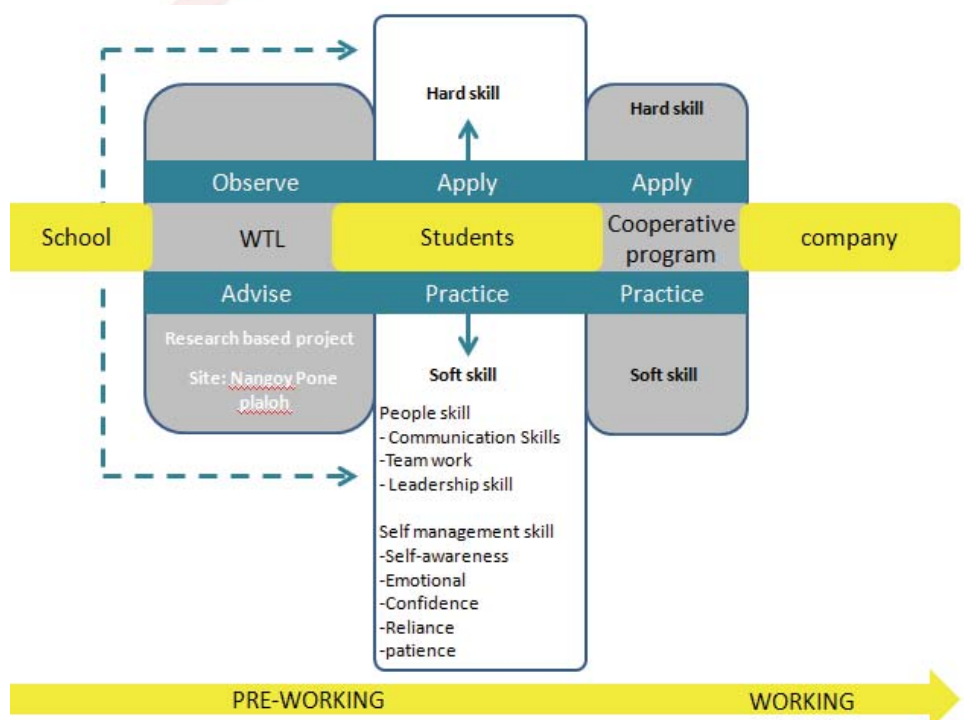 Hard skill
Hard skill
Observe
Apply
Apply
School
WTL
Students
Cooperative
program
company
Advise
Practice
Practice
Research based project
Site: Nangoy Pone
plaloh
Soft skill
Soft skill
People skill
- Communication Skills
-Team work
- Leadership skill
Self management skill
-Self-awareness
-Emotional
-Confidence
-Reliance
-patience
PRE-WORKING
WORKING